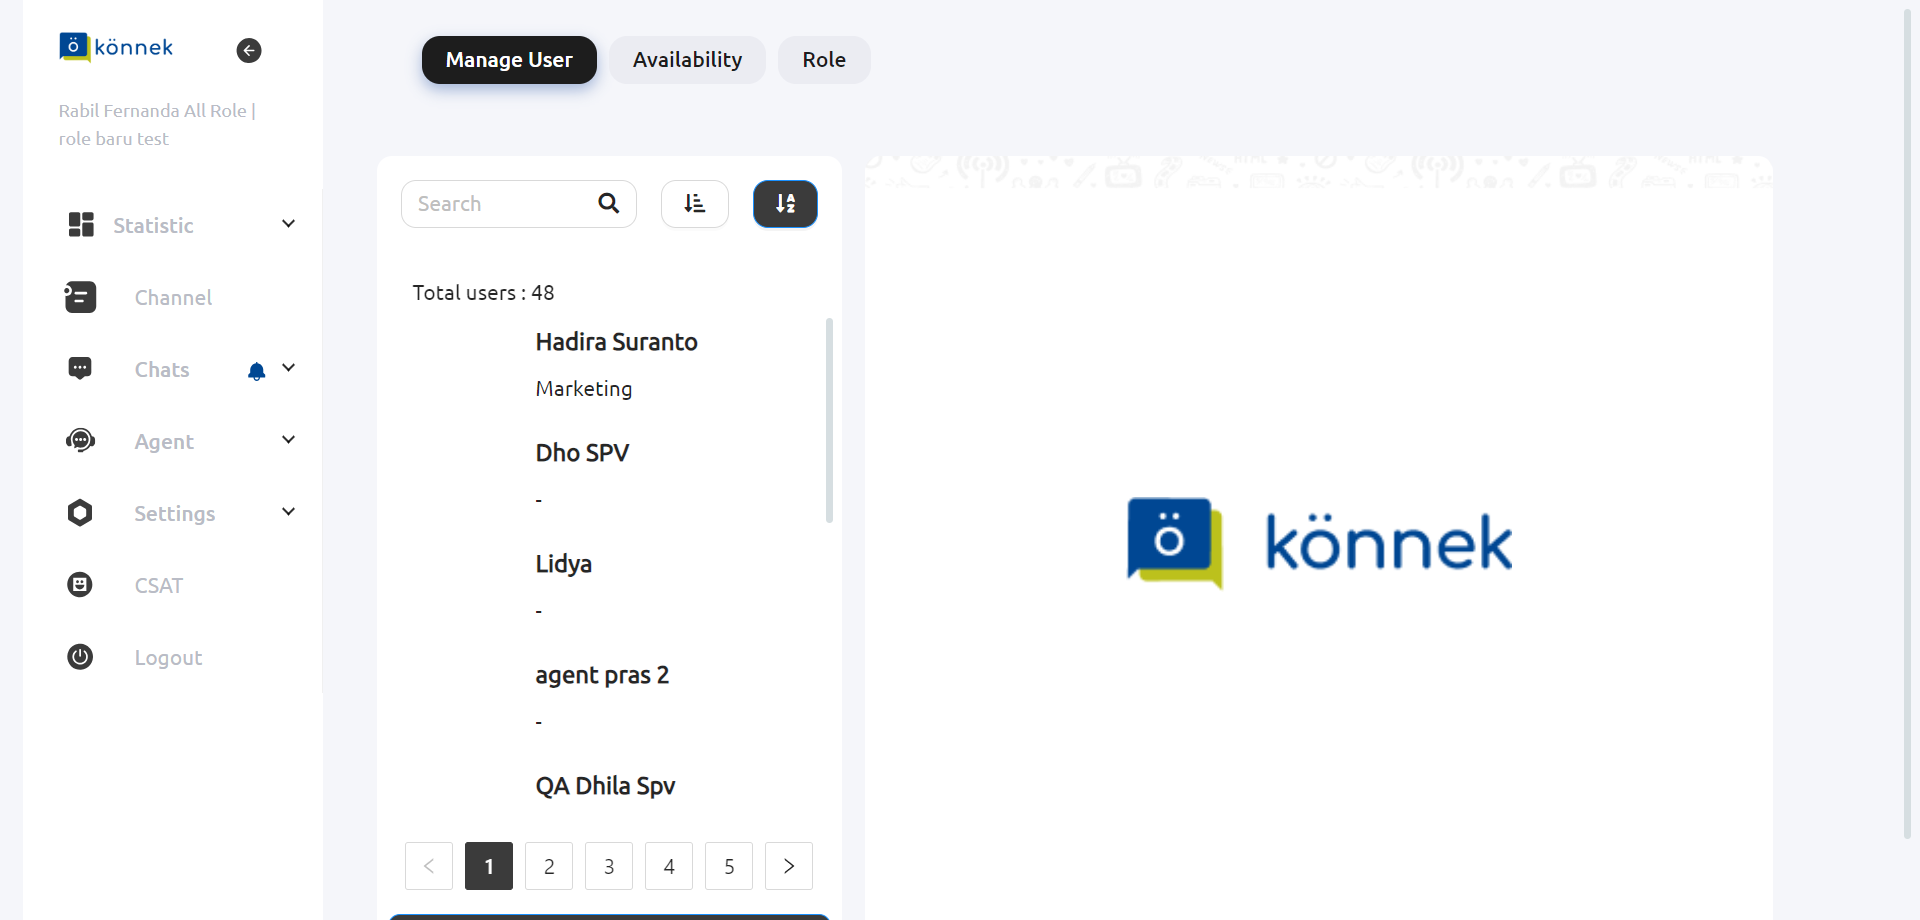 ö könnek
Rabil Fernanda All Role |
role baru test
Statistic
Channel
Chats
Agent
Settings
CSAT
Logout
Manage User
Availability
Role
Search
Total users : 48
Hadira Suranto
Marketing
Dho SPV
-
Lidya
-
agent pras 2
-
QA Dhila Spv
< 1 2 3 4 5 >
ö könnek